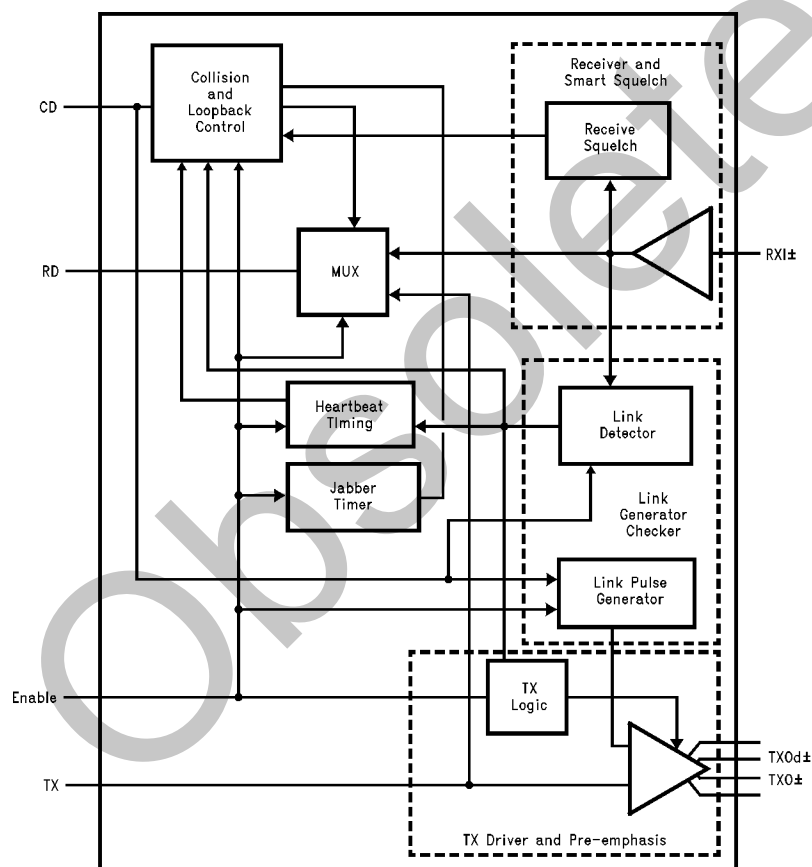 Collision
and
Loopback
Control
Receiver and
Smart Squelch
Receive
Squelch
CD
RD
MUX
RXI±
Heartbeat
Timing
Link
Detector
Jabber
Timer
Link
Generator
Checker
Link Pulse
Generator
Enable
TX
Logic
TX
TXOd±
TXO±
TX Driver and Pre-emphasis
Obsolete